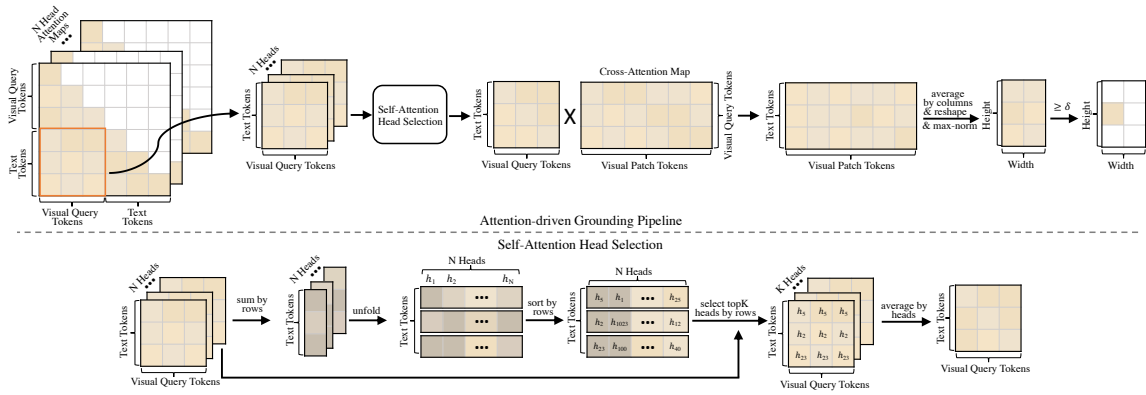 N Head
Attention
Maps
Visual Query
Tokens
Text
Tokens
Visual Query
Tokens
Text
Tokens
N Heads
Text Tokens
Visual Query Tokens
Self-Attention
Head Selection
Text Tokens
Visual Query Tokens
X
Cross-Attention Map
Visual Patch Tokens
Visual Query Tokens
Text Tokens
Visual Patch Tokens
average
by columns
& reshape
& max-norm
Height
Width
≥ δ
Height
Width
Attention-driven Grounding Pipeline
Self-Attention Head Selection
N Heads
Text Tokens
Visual Query Tokens
sum by
rows
N Heads
Text Tokens
unfold
N Heads
h₁ h₂ h_N
Text Tokens
sort by
rows
N Heads
Text Tokens
h₅ h₁ ••• h₂₅
h₂ h₁₀₂₃ ••• h₁₂
h₂₃ h₁₀₀ ••• h₄₀
select topK
heads by rows
K Heads
Text Tokens
h₅ h₅ h₅
h₂ h₂ h₂
h₂₃ h₂₃ h₂₃
Visual Query Tokens
average by
heads
Text Tokens
Visual Query Tokens